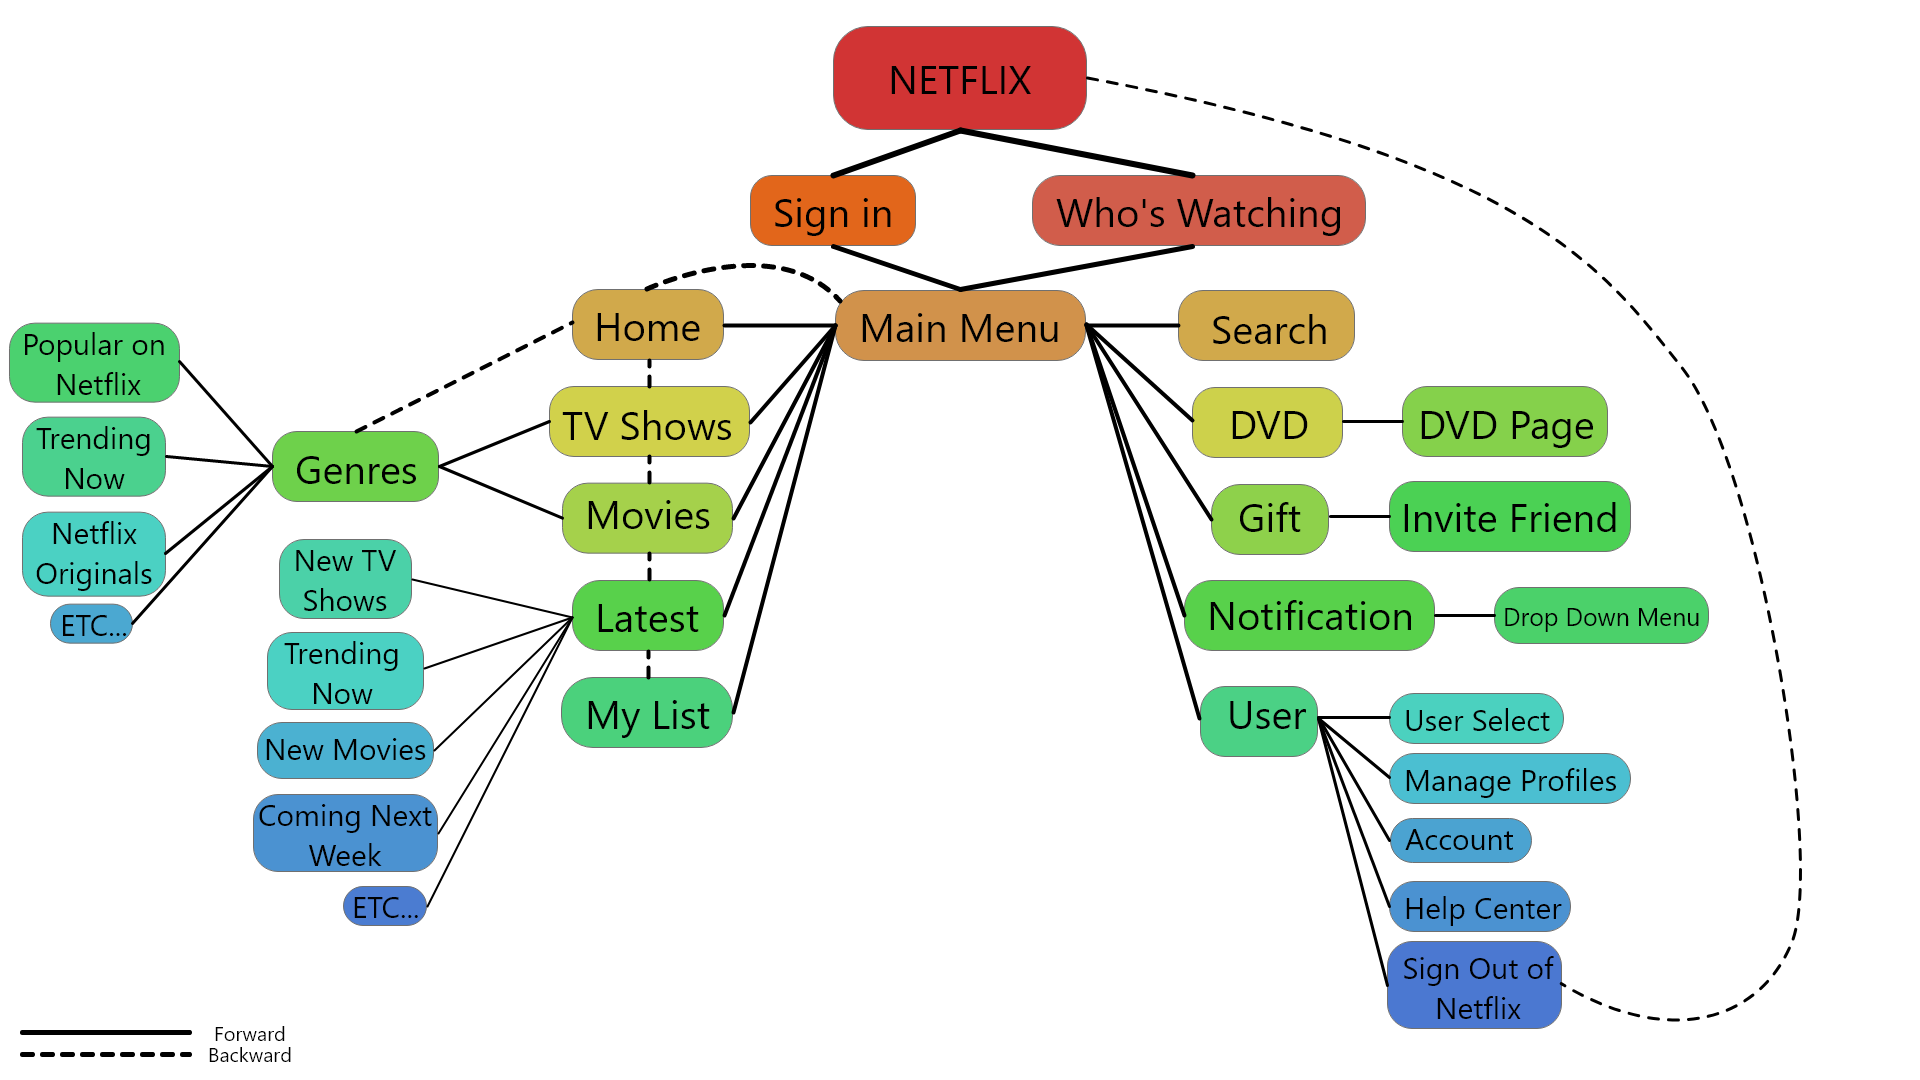 NETFLIX
Sign in
Who's Watching
Home
Main Menu
Search
Popular on
Netflix
TV Shows
DVD
DVD Page
Trending
Now
Genres
Movies
Gift
Invite Friend
Netflix
Originals
New TV
Shows
ETC...
Latest
Notification
Drop Down Menu
Trending
Now
My List
User
User Select
New Movies
Manage Profiles
Coming Next
Week
Account
ETC...
Help Center
Sign Out of
Netflix
Forward
Backward